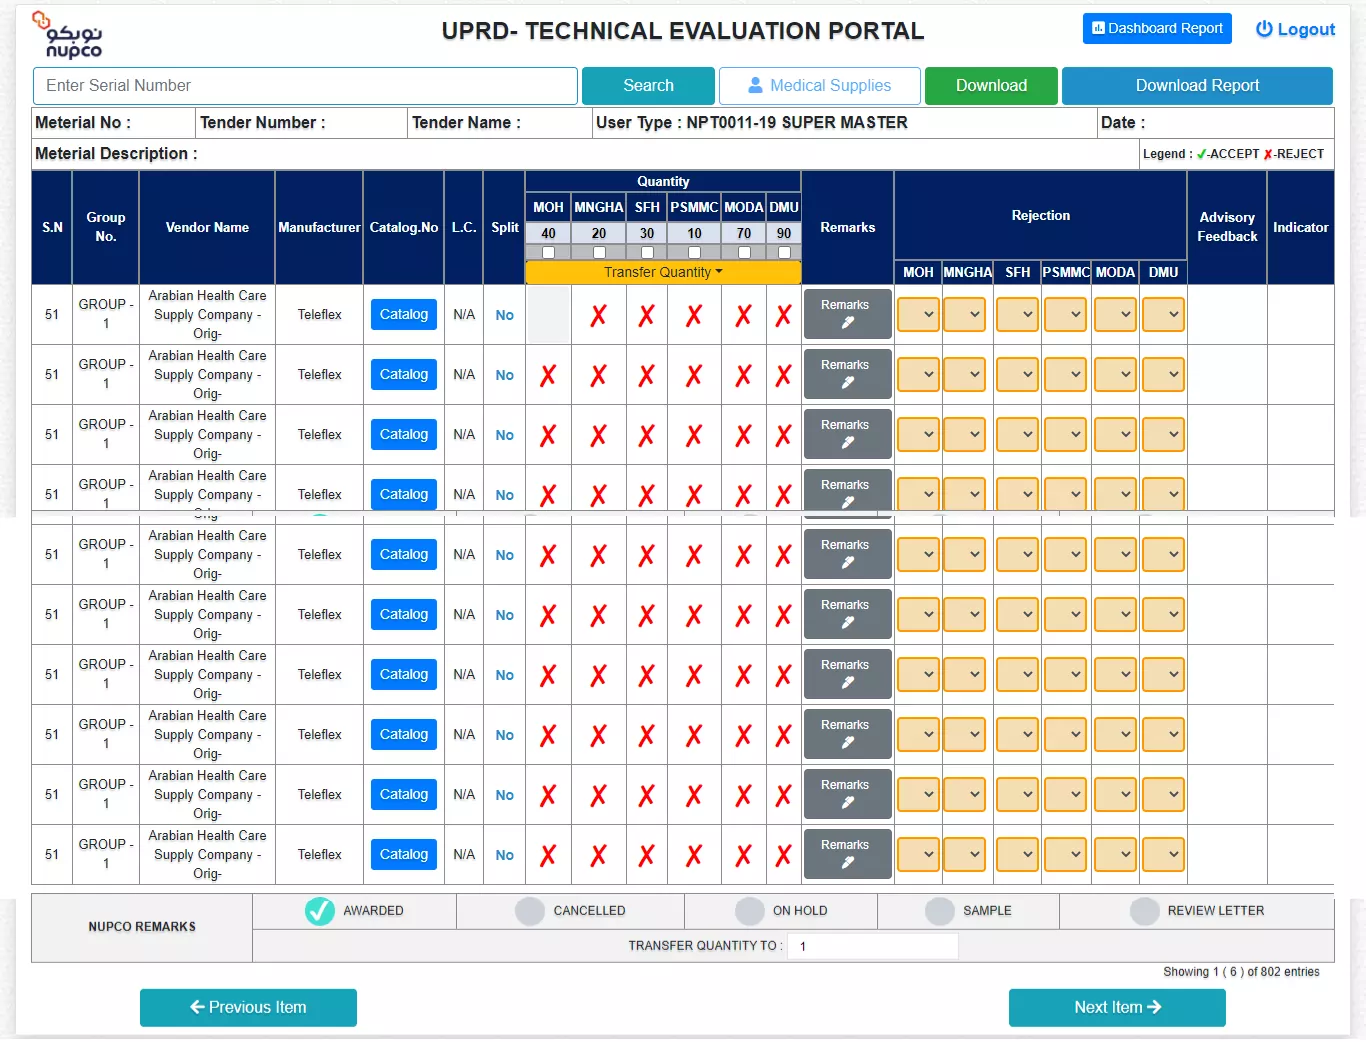 نوبكو
nupco
UPRD- TECHNICAL EVALUATION PORTAL
Dashboard Report
Logout
Enter Serial Number
Search
Medical Supplies
Download
Download Report
Meterial No :
Tender Number :
Tender Name :
User Type : NPT0011-19 SUPER MASTER
Date :
Meterial Description :
Legend : ✓-ACCEPT ✗-REJECT
S.N
Group No.
Vendor Name
Manufacturer
Catalog.No
L.C.
Split
Quantity
MOH MNGHA SFH PSMMC MODA DMU
40 20 30 10 70 90
Transfer Quantity
Remarks
Rejection
MOH MNGHA SFH PSMMC MODA DMU
Advisory Feedback
Indicator
51 GROUP - 1 Arabian Health Care Supply Company - Orig- Teleflex Catalog N/A No ✗ ✗ ✗ ✗ ✗ Remarks
51 GROUP - 1 Arabian Health Care Supply Company - Orig- Teleflex Catalog N/A No ✗ ✗ ✗ ✗ ✗ ✗ Remarks
51 GROUP - 1 Arabian Health Care Supply Company - Orig- Teleflex Catalog N/A No ✗ ✗ ✗ ✗ ✗ ✗ Remarks
51 GROUP - 1 Arabian Health Care Supply Company - Orig- Teleflex Catalog N/A No ✗ ✗ ✗ ✗ ✗ ✗ Remarks
51 GROUP - 1 Arabian Health Care Supply Company - Orig- Teleflex Catalog N/A No ✗ ✗ ✗ ✗ ✗ ✗ Remarks
51 GROUP - 1 Arabian Health Care Supply Company - Orig- Teleflex Catalog N/A No ✗ ✗ ✗ ✗ ✗ ✗ Remarks
51 GROUP - 1 Arabian Health Care Supply Company - Orig- Teleflex Catalog N/A No ✗ ✗ ✗ ✗ ✗ ✗ Remarks
51 GROUP - 1 Arabian Health Care Supply Company - Orig- Teleflex Catalog N/A No ✗ ✗ ✗ ✗ ✗ ✗ Remarks
51 GROUP - 1 Arabian Health Care Supply Company - Orig- Teleflex Catalog N/A No ✗ ✗ ✗ ✗ ✗ ✗ Remarks
51 GROUP - 1 Arabian Health Care Supply Company - Orig- Teleflex Catalog N/A No ✗ ✗ ✗ ✗ ✗ ✗ Remarks
NUPCO REMARKS
AWARDED
CANCELLED
ON HOLD
SAMPLE
REVIEW LETTER
TRANSFER QUANTITY TO : 1
Showing 1 ( 6 ) of 802 entries
Previous Item
Next Item